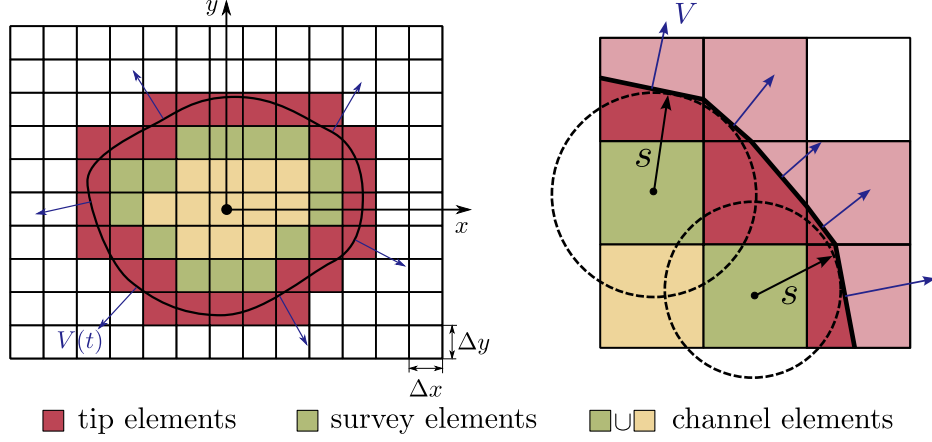 y
V
s
x
s
V(t)
Δy
Δx
tip elements
survey elements
∪ channel elements